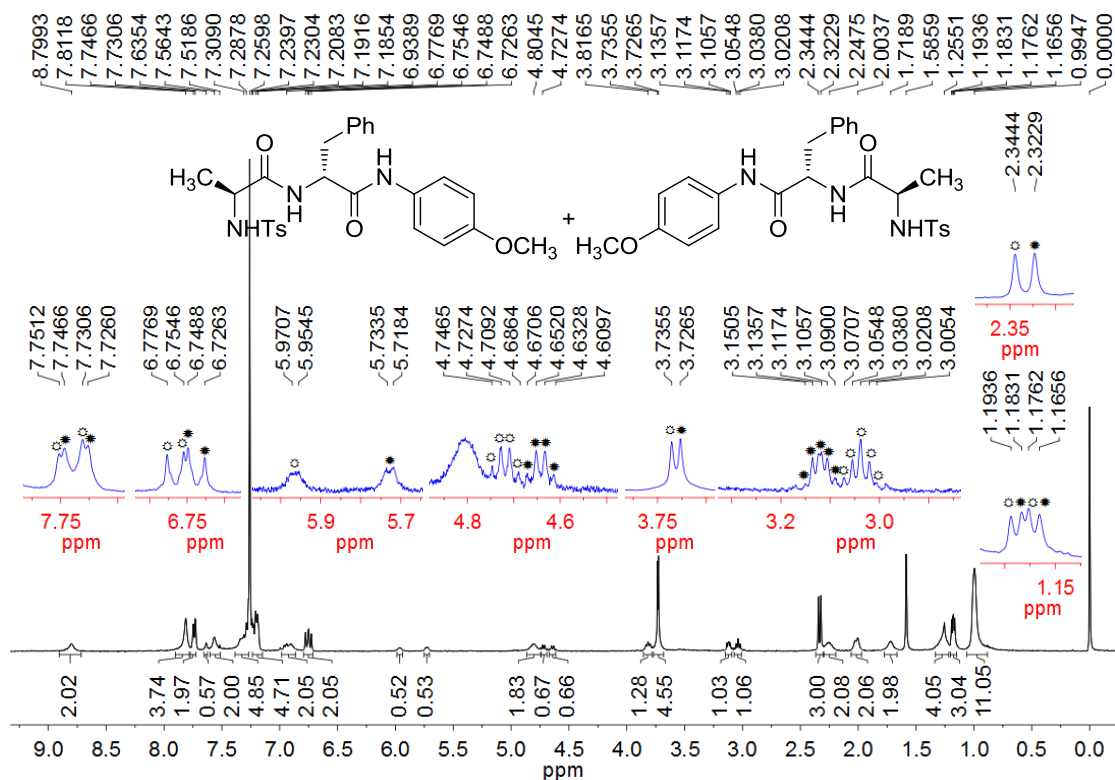 8.7993 7.8118 7.7466 7.7306 7.6354 7.5643 7.5186 7.3090 7.2878 7.2598 7.2397 7.2304 7.2083 7.1916 7.1854 6.9389 6.7769 6.7546 6.7488 6.7263 4.8045 4.7274 3.8165 3.7355 3.7265 3.1357 3.1174 3.1057 3.0548 3.0380 3.0208 2.3444 2.3229 2.2475 2.0037 1.7189 1.5859 1.2551 1.1936 1.1831 1.1762 1.1656 0.9947 0.0000
Ph
O
CH3
N
H
H
N
O
NHTs
OCH3
+
Ph
H
N
O
O
CH3
N
H
OCH3
NHTs
2.3444 2.3229
2.35
ppm
7.7512 7.7466 7.7306 7.7260
7.75
ppm
6.7769 6.7546 6.7488 6.7263
6.75
ppm
5.9707 5.9545 5.7335 5.7184
5.9 5.7
ppm
4.7465 4.7274 4.7092 4.6864 4.6706 4.6520 4.6328 4.6097
4.8 4.6
ppm
3.7355 3.7265
3.75
ppm
3.1505 3.1357 3.1174 3.1057 3.0900 3.0707 3.0548 3.0380 3.0208 3.0054
3.2 3.0
ppm
1.1936 1.1831 1.1762 1.1656
1.15
ppm
2.02 3.74 1.97 0.57 2.00 4.85 4.71 2.05 2.05 0.52 0.53 1.83 0.67 0.66 1.28 4.55 1.03 1.06 3.00 2.08 2.06 1.98 4.05 3.04 11.05
9.0 8.5 8.0 7.5 7.0 6.5 6.0 5.5 5.0 4.5 4.0 3.5 3.0 2.5 2.0 1.5 1.0 0.5 0.0
ppm